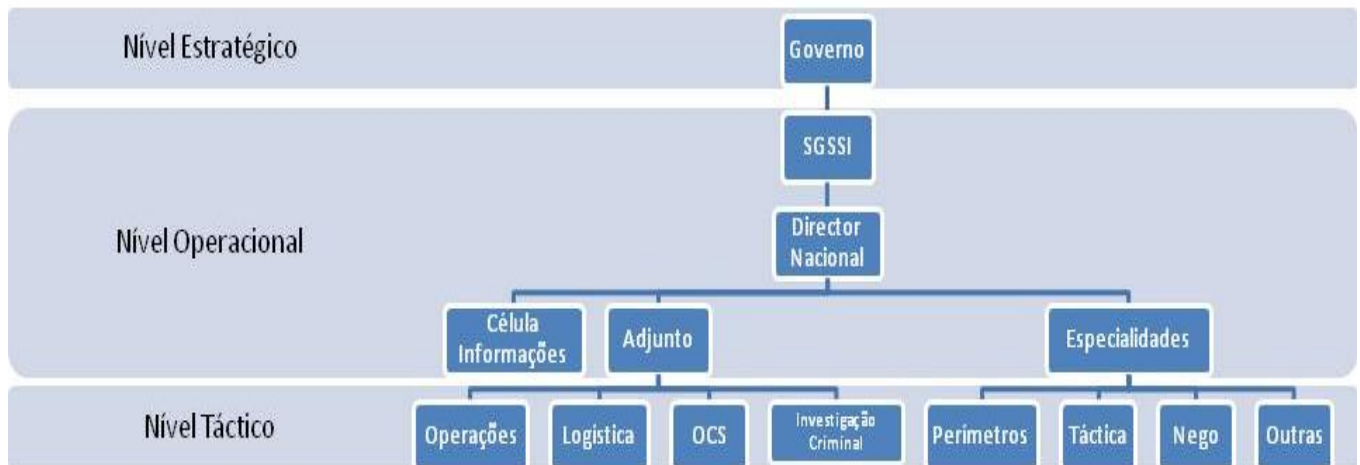 Nível Estratégico
Governo
Nível Operacional
SGSSI
Director
Nacional
Célula
Informações
Adjunto
Especialidades
Nível Táctico
Operações
Logística
OCS
Investigação
Criminal
Perímetros
Táctica
Nego
Outras